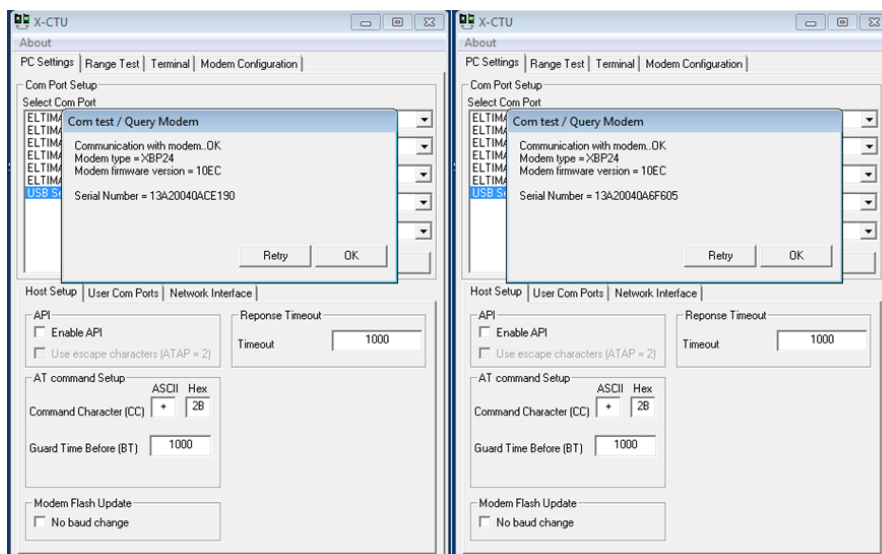 X-CTU
About
PC Settings Range Test Terminal Modem Configuration
Com Port Setup
Select Com Port
ELTIMA
ELTIMA
ELTIMA
ELTIMA
ELTIMA
ELTIMA
USB Se
Com test / Query Modem
Communication with modem..OK
Modem type = XBP24
Modem firmware version = 10EC
Serial Number = 13A20040ACE190
Retry OK
Host Setup User Com Ports Network Interface
API
Enable API
Use escape characters (ATAP = 2)
Reponse Timeout
Timeout 1000
AT command Setup
ASCII Hex
Command Character (CC) + 2B
Guard Time Before (BT) 1000
Modem Flash Update
No baud change
X-CTU
About
PC Settings Range Test Terminal Modem Configuration
Com Port Setup
Select Com Port
ELTIMA
ELTIMA
ELTIMA
ELTIMA
ELTIMA
ELTIMA
USB Se
Com test / Query Modem
Communication with modem..OK
Modem type = XBP24
Modem firmware version = 10EC
Serial Number = 13A20040A6F605
Retry OK
Host Setup User Com Ports Network Interface
API
Enable API
Use escape characters (ATAP = 2)
Reponse Timeout
Timeout 1000
AT command Setup
ASCII Hex
Command Character (CC) + 2B
Guard Time Before (BT) 1000
Modem Flash Update
No baud change